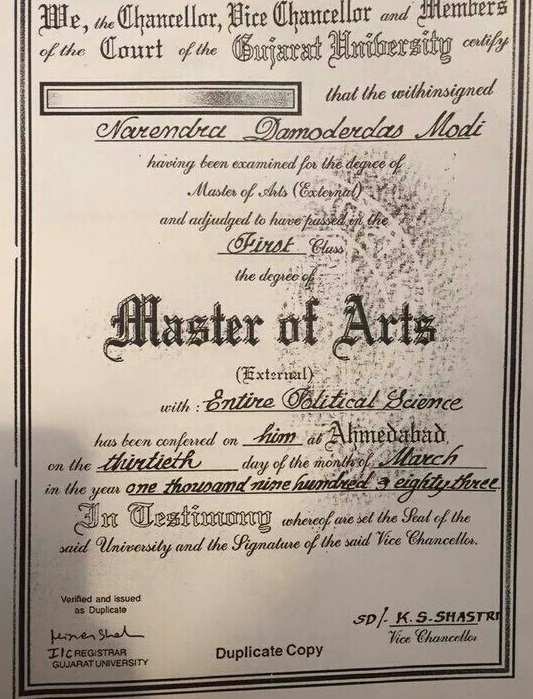 We, the Chancellor, Vice Chancellor and Members
of the Court of the Gujarat University certify
that the withinsigned
Narendra Damoderdas Modi
having been examined for the degree of
Master of Arts (External)
and adjudged to have passed in the
First Class
the degree of
Master of Arts
(External)
with : Entire Political Science
has been conferred on him at Ahmedabad,
on the thirtieth day of the month of March
in the year one thousand nine hundred & eighty three.
In Testimony whereof are set the Seal of the
said University and the Signature of the said Vice Chancellor.
Verified and issued
as Duplicate
I/C REGISTRAR
GUJARAT UNIVERSITY
Duplicate Copy
SD/- K. S. SHASTRI
Vice Chancellor